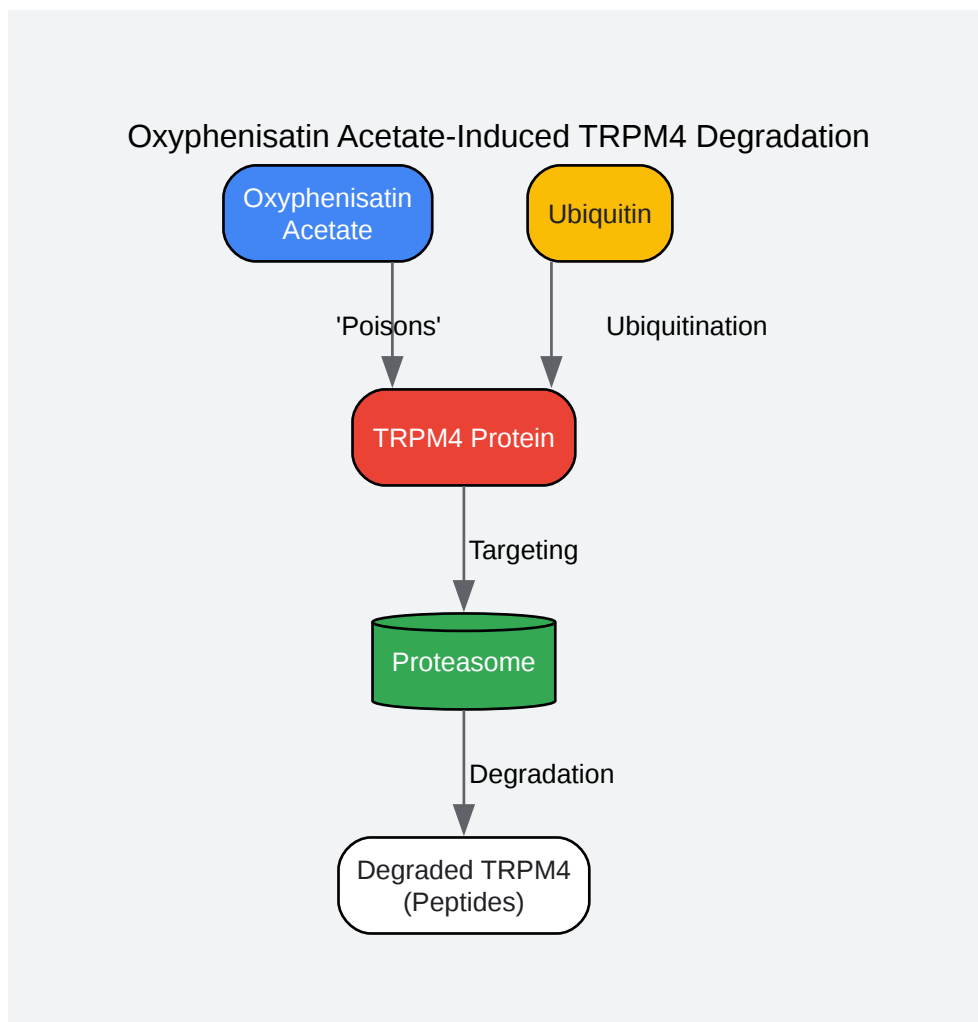 Oxyphenisatin Acetate-Induced TRPM4 Degradation
Oxyphenisatin
Acetate
Ubiquitin
'Poisons'
Ubiquitination
TRPM4 Protein
Targeting
Proteasome
Degradation
Degraded TRPM4
(Peptides)